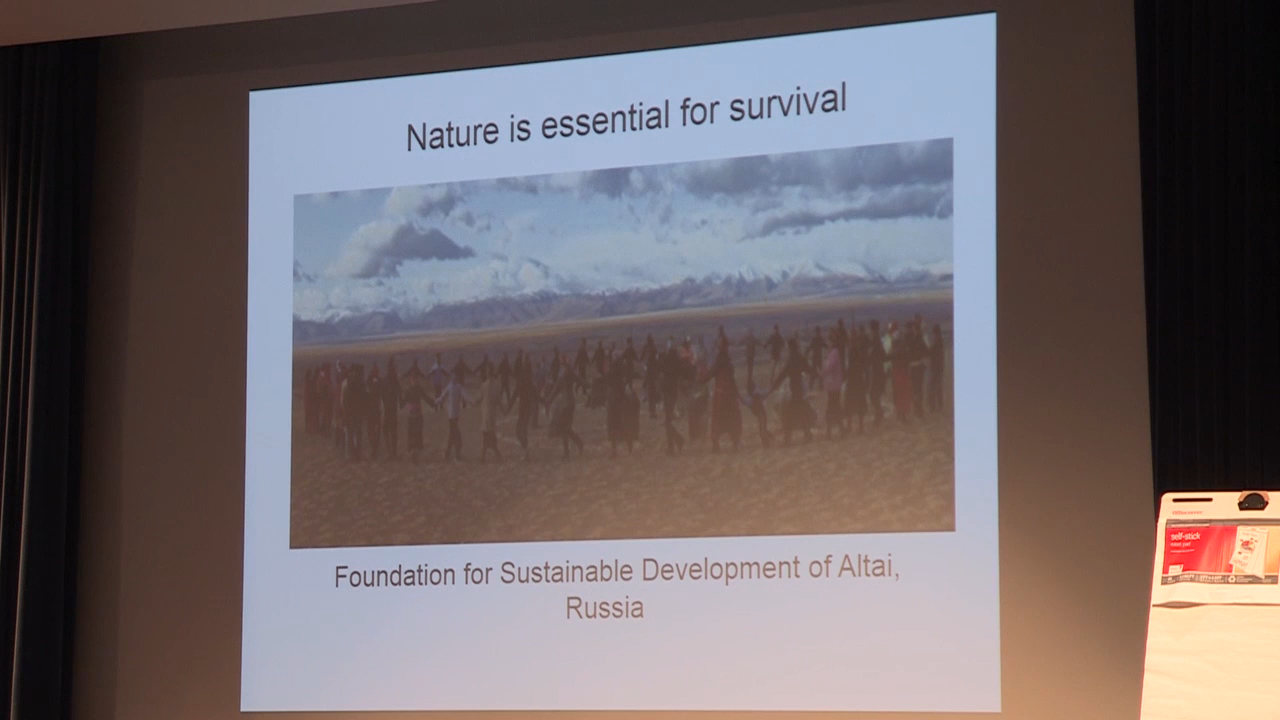 Nature is essential for survival
Foundation for Sustainable Development of Altai,
Russia
self-stick